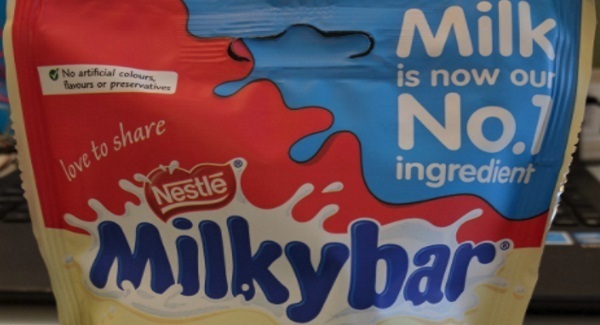 Milk
is now our
No.1
ingredient
No artificial colours,
flavours or preservatives
love to share
Nestlé®
Milkybar®